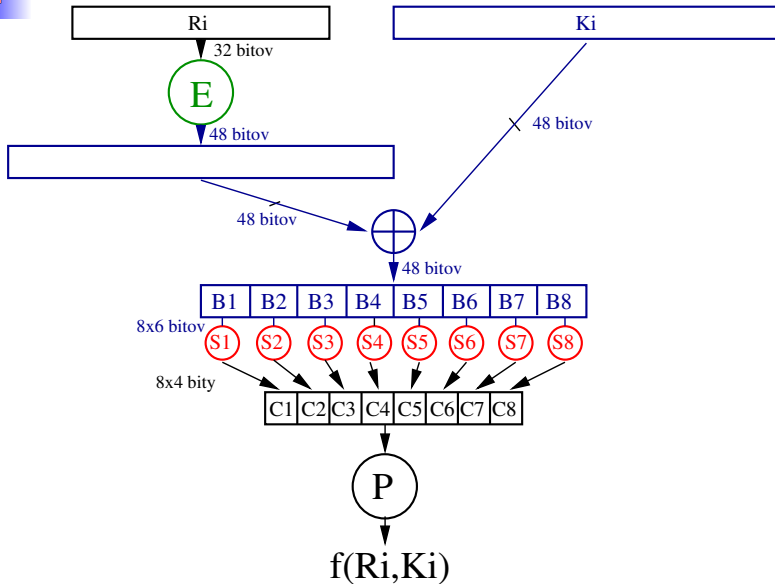 Ri
Ki
32 bitov
E
48 bitov
48 bitov
48 bitov
48 bitov
B1 B2 B3 B4 B5 B6 B7 B8
8x6 bitov
S1 S2 S3 S4 S5 S6 S7 S8
8x4 bity
C1 C2 C3 C4 C5 C6 C7 C8
P
f(Ri,Ki)